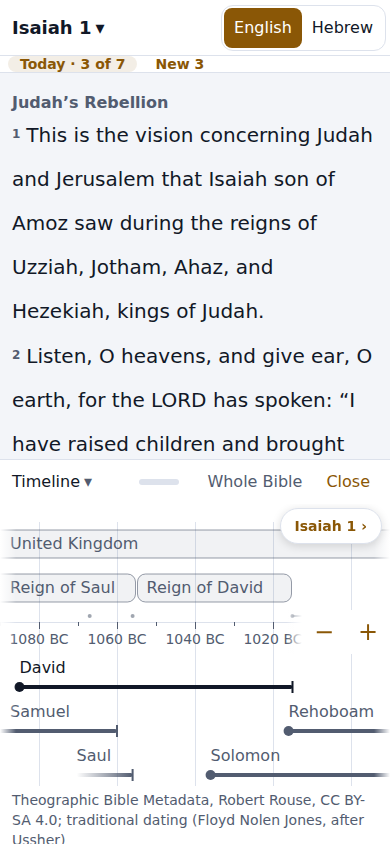 Isaiah 1 ▾ English Hebrew
Today · 3 of 7 New 3
Judah’s Rebellion
1 This is the vision concerning Judah
and Jerusalem that Isaiah son of
Amoz saw during the reigns of
Uzziah, Jotham, Ahaz, and
Hezekiah, kings of Judah.
2 Listen, O heavens, and give ear, O
earth, for the LORD has spoken: “I
have raised children and brought
Timeline ▾ Whole Bible Close
Isaiah 1 ›
United Kingdom
Reign of Saul Reign of David
1080 BC 1060 BC 1040 BC 1020 BC − +
David
Samuel Rehoboam
Saul Solomon
Theographic Bible Metadata, Robert Rouse, CC BY-
SA 4.0; traditional dating (Floyd Nolen Jones, after
Ussher)